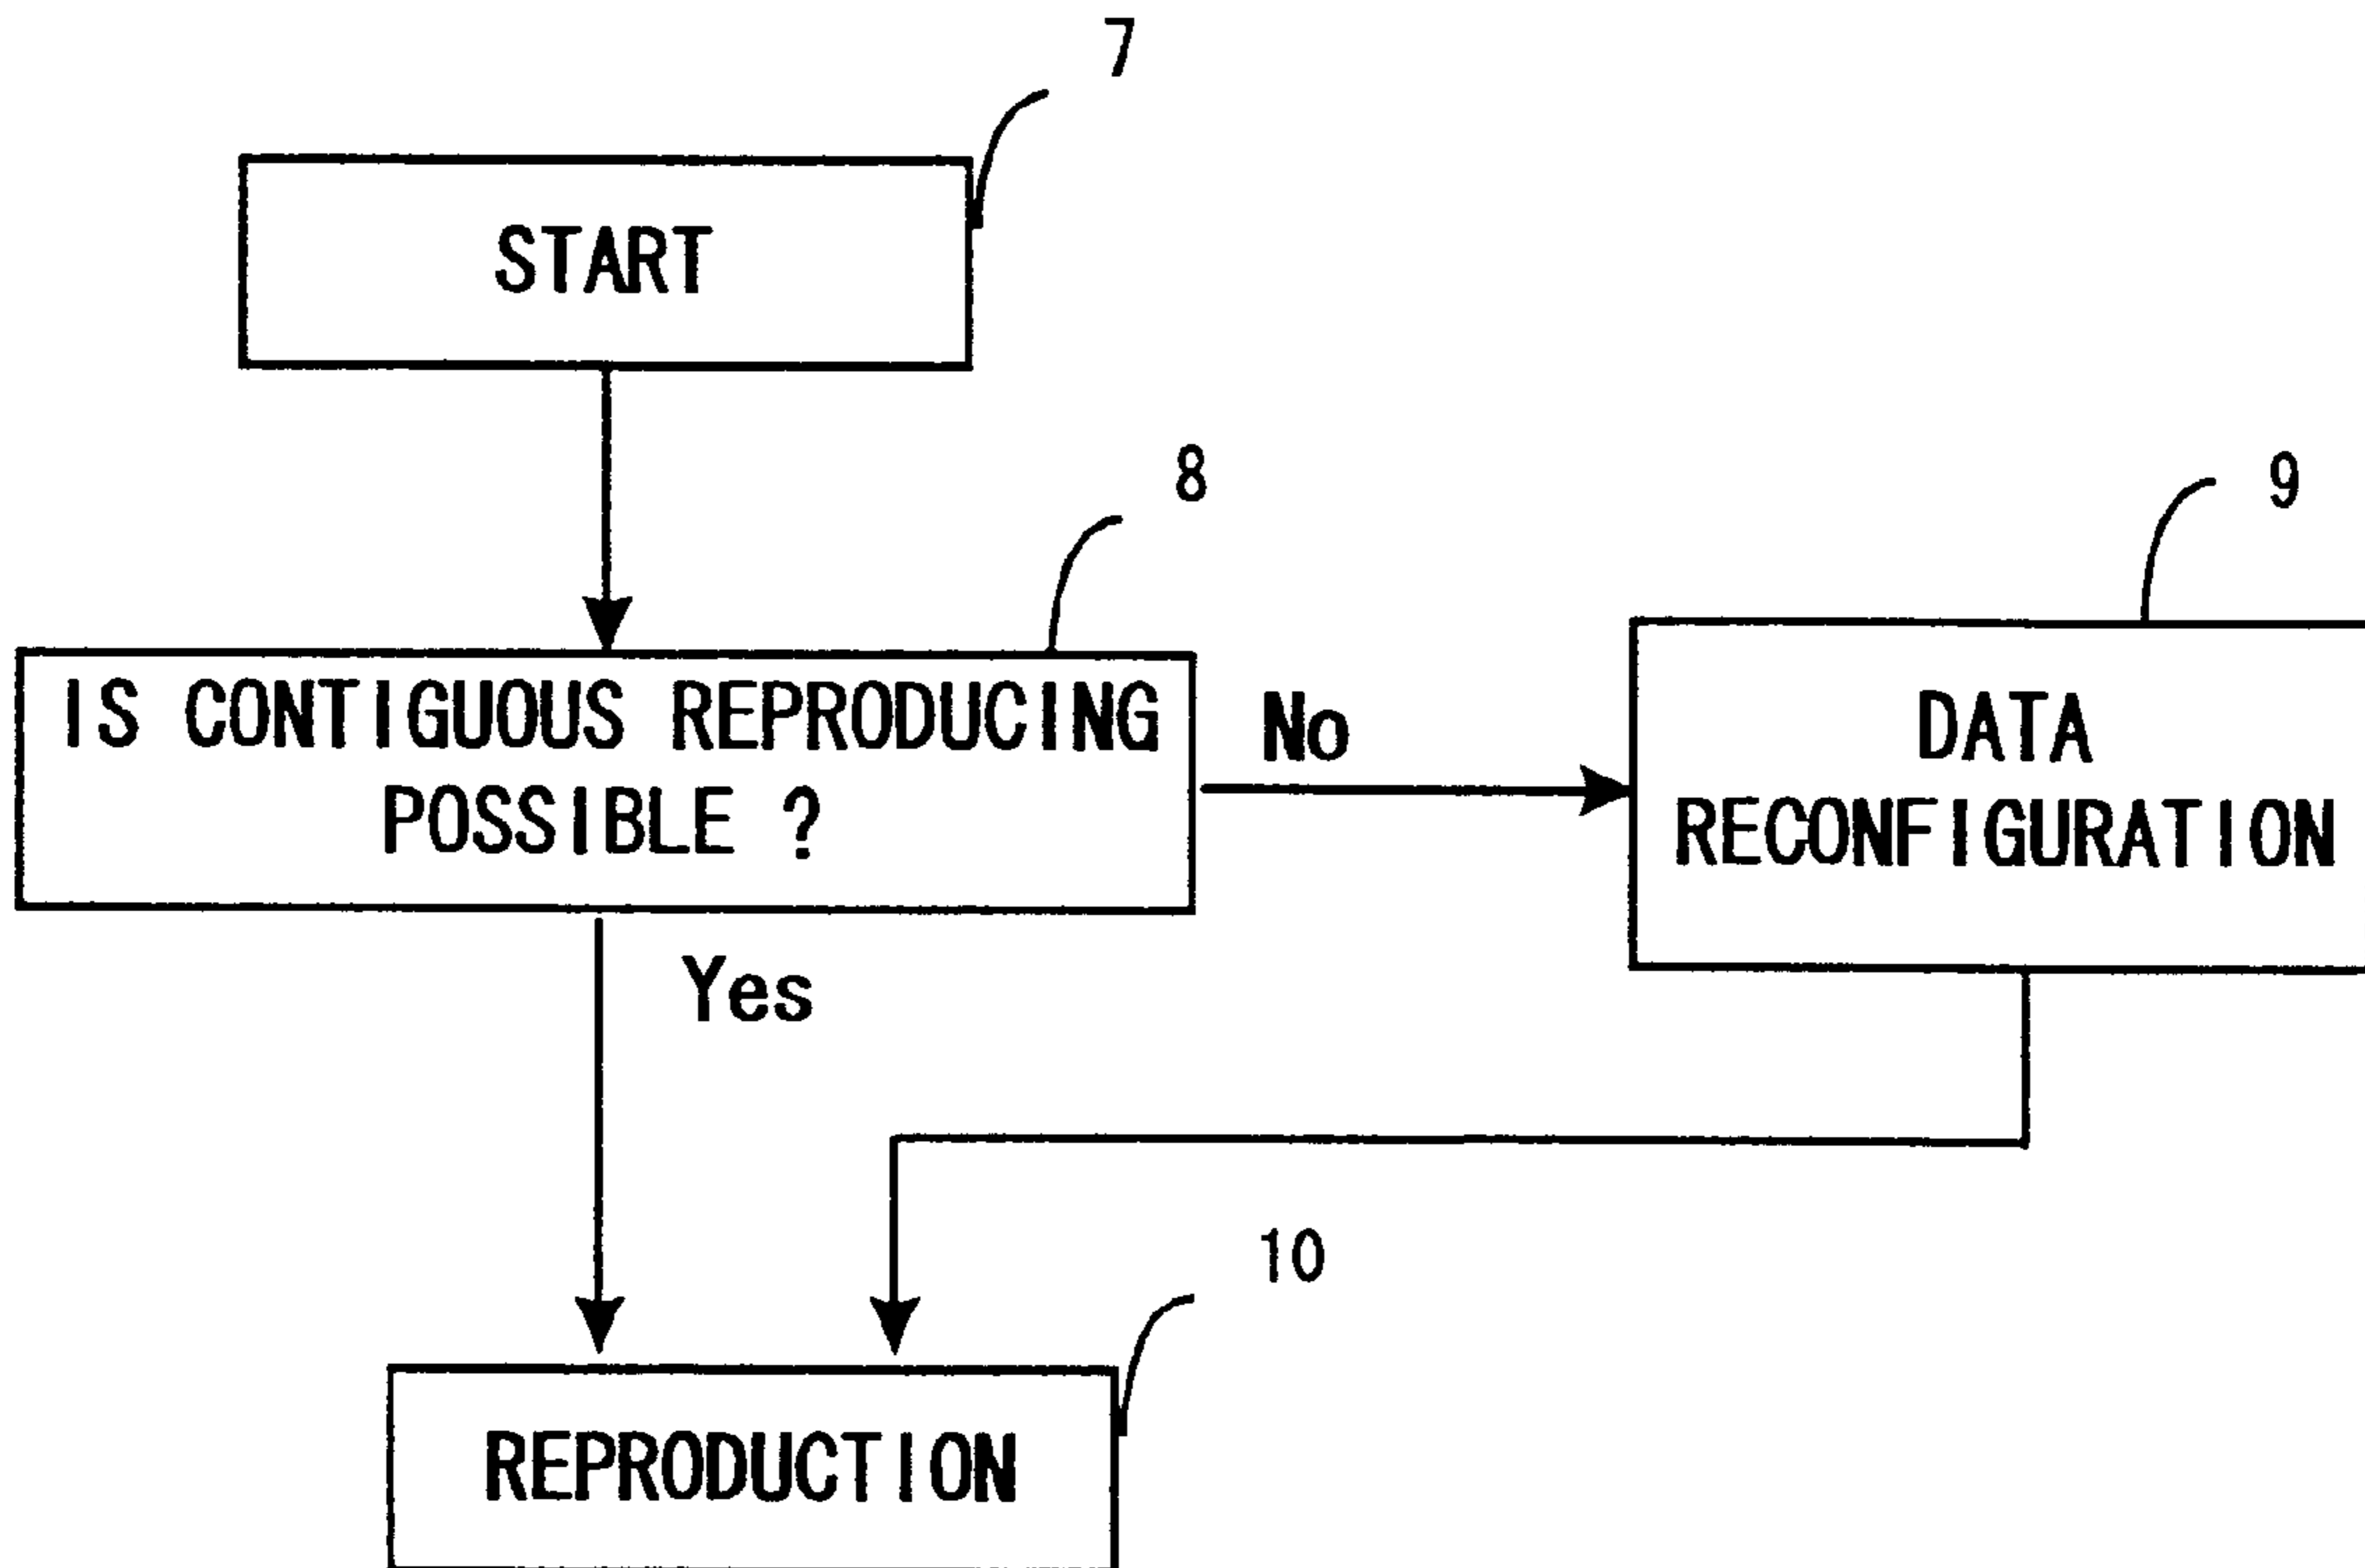 7
START
8
9
IS CONTIGUOUS REPRODUCING
POSSIBLE ?
No
DATA
RECONFIGURATION
Yes
10
REPRODUCTION